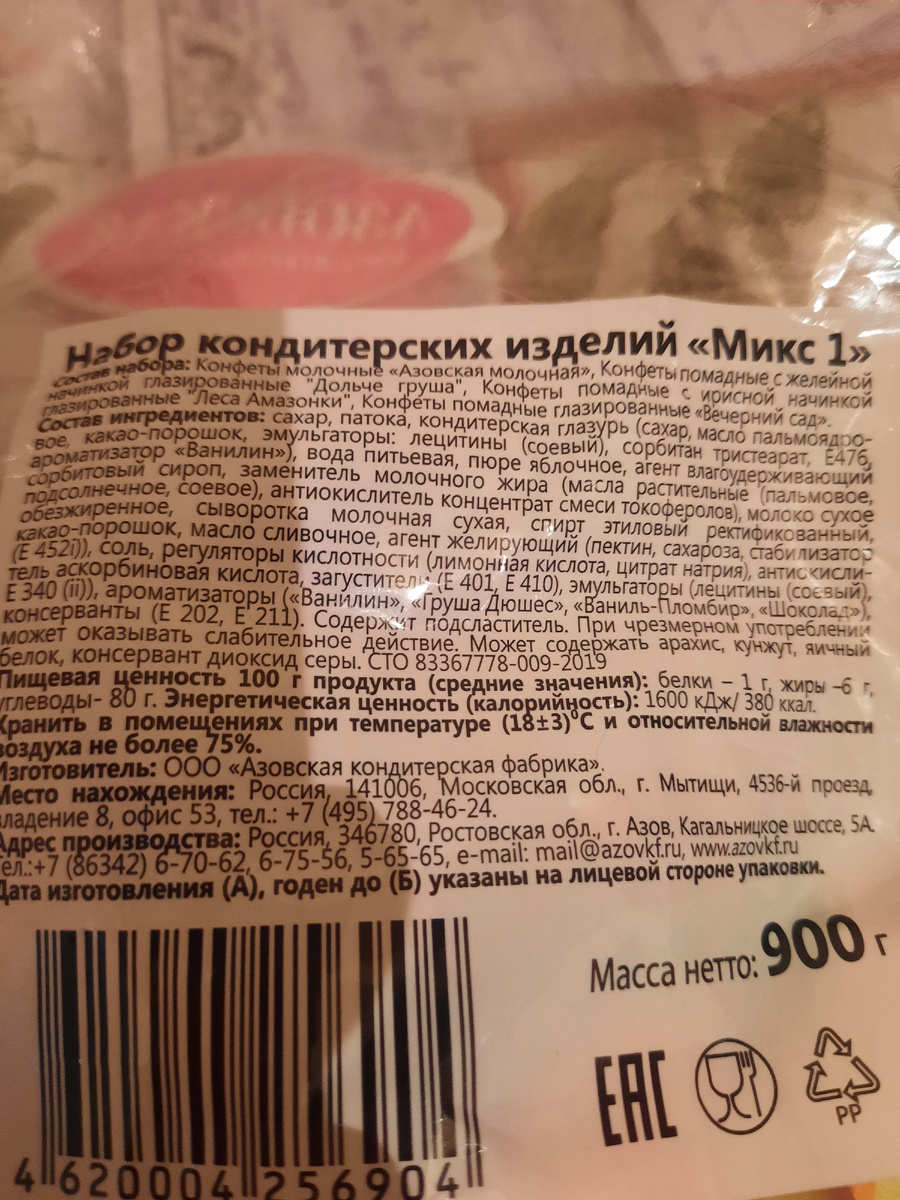 АЗОВСКАЯ
Набор кондитерских изделий «Микс 1»
Состав набора: Конфеты молочные «Азовская молочная», Конфеты помадные с желейной
начинкой глазированные "Дольче груша", Конфеты помадные с ирисной начинкой
глазированные "Леса Амазонки", Конфеты помадные глазированные «Вечерний сад».
Состав ингредиентов: сахар, патока, кондитерская глазурь (сахар, масло пальмоядро-
вое, какао-порошок, эмульгаторы: лецитины (соевый), сорбитан тристеарат, Е476,
ароматизатор «Ванилин»), вода питьевая, пюре яблочное, агент влагоудерживающий
сорбитовый сироп, заменитель молочного жира (масла растительные (пальмовое,
подсолнечное, соевое), антиокислитель концентрат смеси токоферолов), молоко сухое
обезжиренное, сыворотка молочная сухая, спирт этиловый ректификованный,
какао-порошок, масло сливочное, агент желирующий (пектин, сахароза, стабилизатор
(Е 452i)), соль, регуляторы кислотности (лимонная кислота, цитрат натрия), антиокисли-
тель аскорбиновая кислота, загустители (Е 401, Е 410), эмульгаторы (лецитины (соевый),
Е 340 (ii)), ароматизаторы («Ванилин», «Груша Дюшес», «Ваниль-Пломбир», «Шоколад»),
консерванты (Е 202, Е 211). Содержит подсластитель. При чрезмерном употреблении
может оказывать слабительное действие. Может содержать арахис, кунжут, яичный
белок, консервант диоксид серы. СТО 83367778-009-2019
Пищевая ценность 100 г продукта (средние значения): белки – 1 г, жиры –6 г,
углеводы- 80 г. Энергетическая ценность (калорийность): 1600 кДж/ 380 ккал.
Хранить в помещениях при температуре (18±3)⁰С и относительной влажности
воздуха не более 75%.
Изготовитель: ООО «Азовская кондитерская фабрика».
Место нахождения: Россия, 141006, Московская обл., г. Мытищи, 4536-й проезд,
владение 8, офис 53, тел.: +7 (495) 788-46-24.
Адрес производства: Россия, 346780, Ростовская обл., г. Азов, Кагальницкое шоссе, 5А.
Тел.:+7 (86342) 6-70-62, 6-75-56, 5-65-65, e-mail: mail@azovkf.ru, www.azovkf.ru
Дата изготовления (А), годен до (Б) указаны на лицевой стороне упаковки.
Масса нетто: 900 г
EAC
PP
4 620004 256904